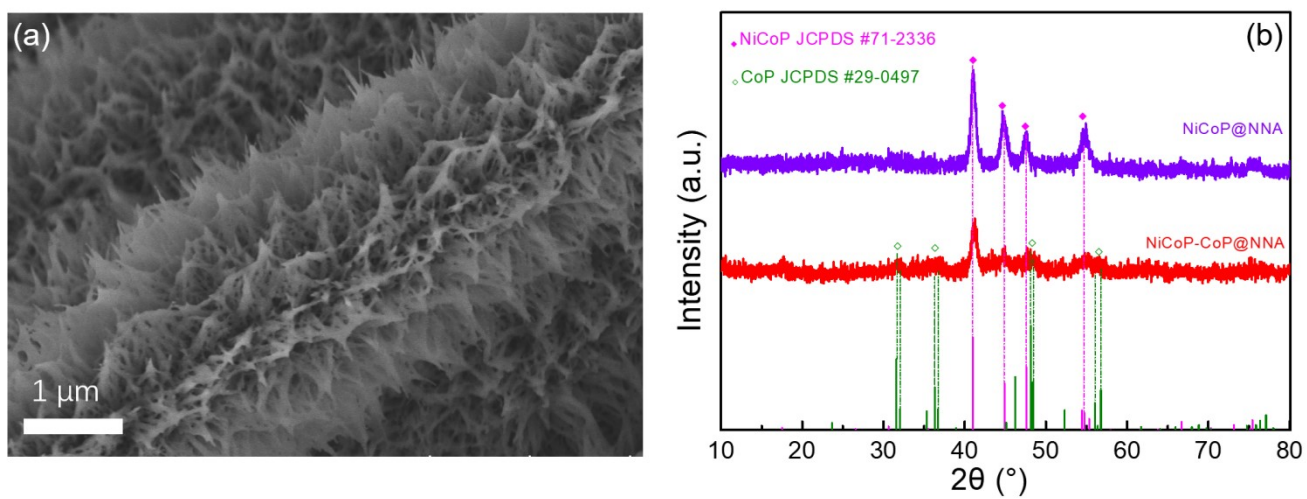 (a)
1 μm
(b)
NiCoP JCPDS #71-2336
CoP JCPDS #29-0497
NiCoP@NNA
NiCoP-CoP@NNA
Intensity (a.u.)
10 20 30 40 50 60 70 80
2θ (°)